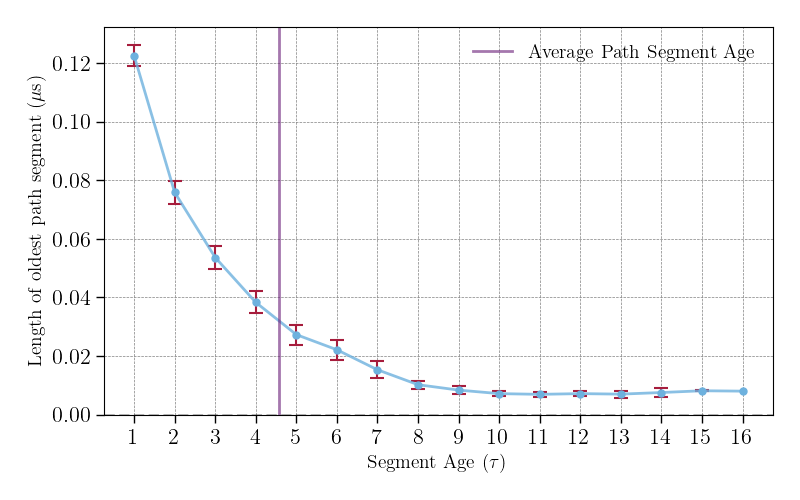 Average Path Segment Age
Length of oldest path segment (μs)
0.12
0.10
0.08
0.06
0.04
0.02
0.00
1 2 3 4 5 6 7 8 9 10 11 12 13 14 15 16
Segment Age (τ)